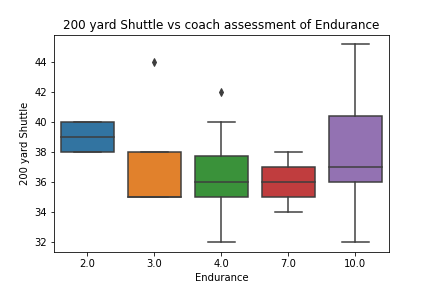 200 yard Shuttle vs coach assessment of Endurance
200 yard Shuttle
44
42
40
38
36
34
32
2.0 3.0 4.0 7.0 10.0
Endurance